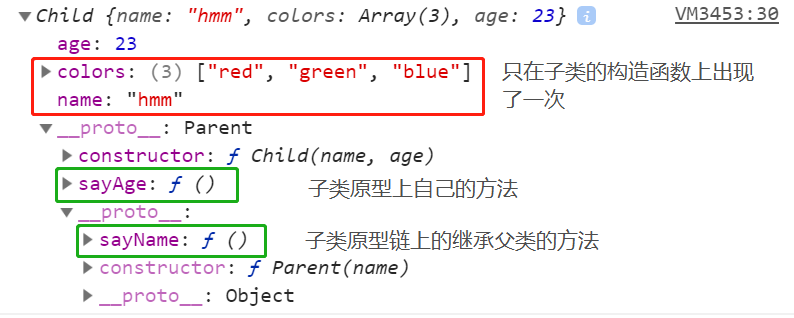 ▼Child {name: "hmm", colors: Array(3), age: 23} i VM3453:30
age: 23
▶colors: (3) ["red", "green", "blue"] 只在子类的构造函数上出现
name: "hmm" 了一次
▼__proto__: Parent
▶constructor: ƒ Child(name, age)
▶sayAge: ƒ () 子类原型上自己的方法
▼__proto__:
▶sayName: ƒ () 子类原型链上的继承父类的方法
▶constructor: ƒ Parent(name)
▶__proto__: Object